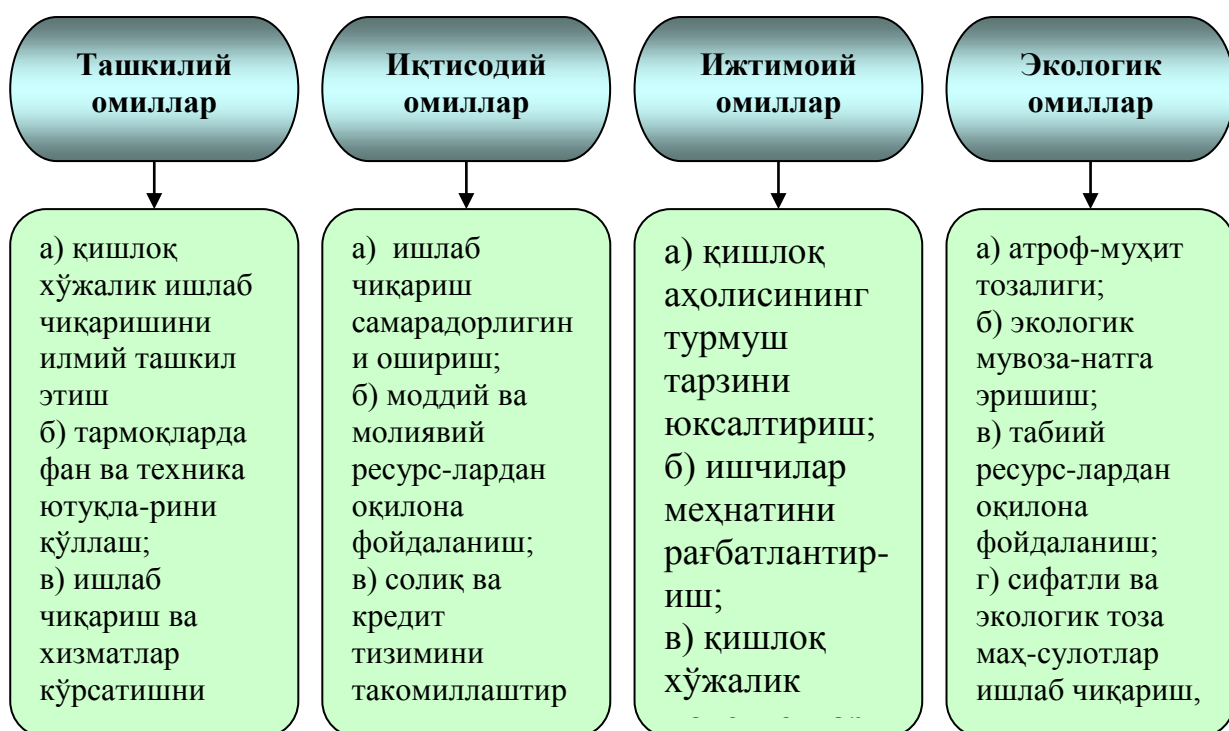 Ташкилий
омиллар
Иқтисодий
омиллар
Ижтимоий
омиллар
Экологик
омиллар
а) қишлоқ
хўжалик ишлаб
чиқаришини
илмий ташкил
этиш
б) тармоқларда
фан ва техника
ютуқла-рини
қўллаш;
в) ишлаб
чиқариш ва
хизматлар
кўрсатишни
а) ишлаб
чиқариш
самарадорлигин
и ошириш;
б) моддий ва
молиявий
ресурс-лардан
оқилона
фойдаланиш;
в) солиқ ва
кредит
тизимини
такомиллаштир
а) қишлоқ
аҳолисининг
турмуш
тарзини
юксалтириш;
б) ишчилар
меҳнатини
рағбатлантир-
иш;
в) қишлоқ
хўжалик
а) атроф-муҳит
тозалиги;
б) экологик
мувоза-натга
эришиш;
в) табиий
ресурс-лардан
оқилона
фойдаланиш;
г) сифатли ва
экологик тоза
маҳ-сулотлар
ишлаб чиқариш,